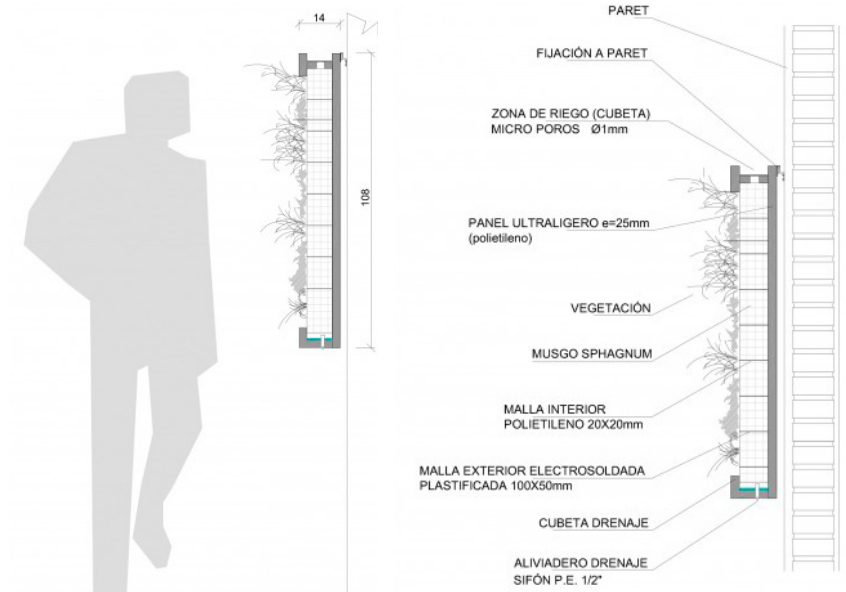 14
108
PARET
FIJACIÓN A PARET
ZONA DE RIEGO (CUBETA)
MICRO POROS Ø1mm
PANEL ULTRALIGERO e=25mm
(polietileno)
VEGETACIÓN
MUSGO SPHAGNUM
MALLA INTERIOR
POLIETILENO 20X20mm
MALLA EXTERIOR ELECTROSOLDADA
PLASTIFICADA 100X50mm
CUBETA DRENAJE
ALIVIADERO DRENAJE
SIFÓN P.E. 1/2"